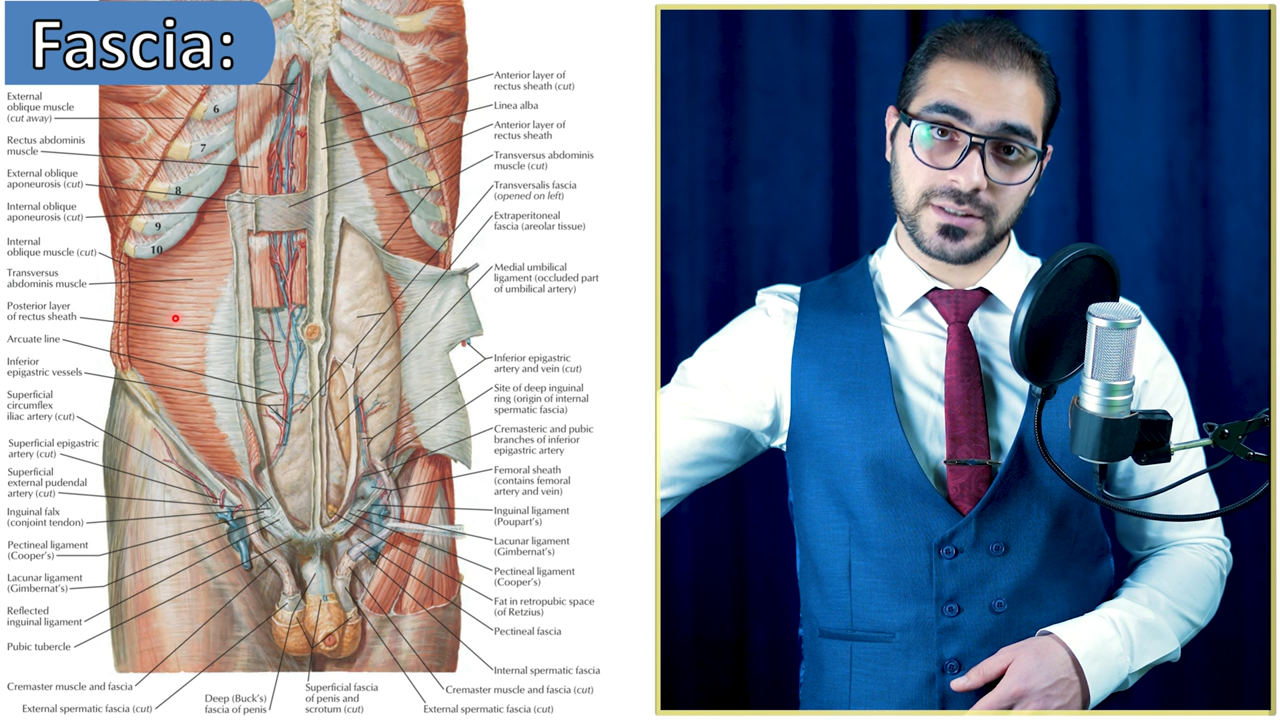 Fascia:
External
oblique muscle
(cut away)
Rectus abdominis
muscle
External oblique
aponeurosis (cut)
Internal oblique
aponeurosis (cut)
Internal
oblique muscle (cut)
Transversus
abdominis muscle
Posterior layer
of rectus sheath
Arcuate line
Inferior
epigastric vessels
Superficial
circumflex
iliac artery (cut)
Superficial epigastric
artery (cut)
Superficial
external pudendal
artery (cut)
Inguinal falx
(conjoint tendon)
Pectineal ligament
(Cooper's)
Lacunar ligament
(Gimbernat's)
Reflected
inguinal ligament
Pubic tubercle
Cremaster muscle and fascia
External spermatic fascia (cut)
6
7
8
9
10
Deep (Buck's)
fascia of penis
Superficial fascia
of penis and
scrotum (cut)
Anterior layer of
rectus sheath (cut)
Linea alba
Anterior layer of
rectus sheath
Transversus abdominis
muscle (cut)
Transversalis fascia
(opened on left)
Extraperitoneal
fascia (areolar tissue)
Medial umbilical
ligament (occluded part
of umbilical artery)
Inferior epigastric
artery and vein (cut)
Site of deep inguinal
ring (origin of internal
spermatic fascia)
Cremasteric and pubic
branches of inferior
epigastric artery
Femoral sheath
(contains femoral
artery and vein)
Inguinal ligament
(Poupart's)
Lacunar ligament
(Gimbernat's)
Pectineal ligament
(Cooper's)
Fat in retropubic space
(of Retzius)
Pectineal fascia
Internal spermatic fascia
Cremaster muscle and fascia (cut)
External spermatic fascia (cut)